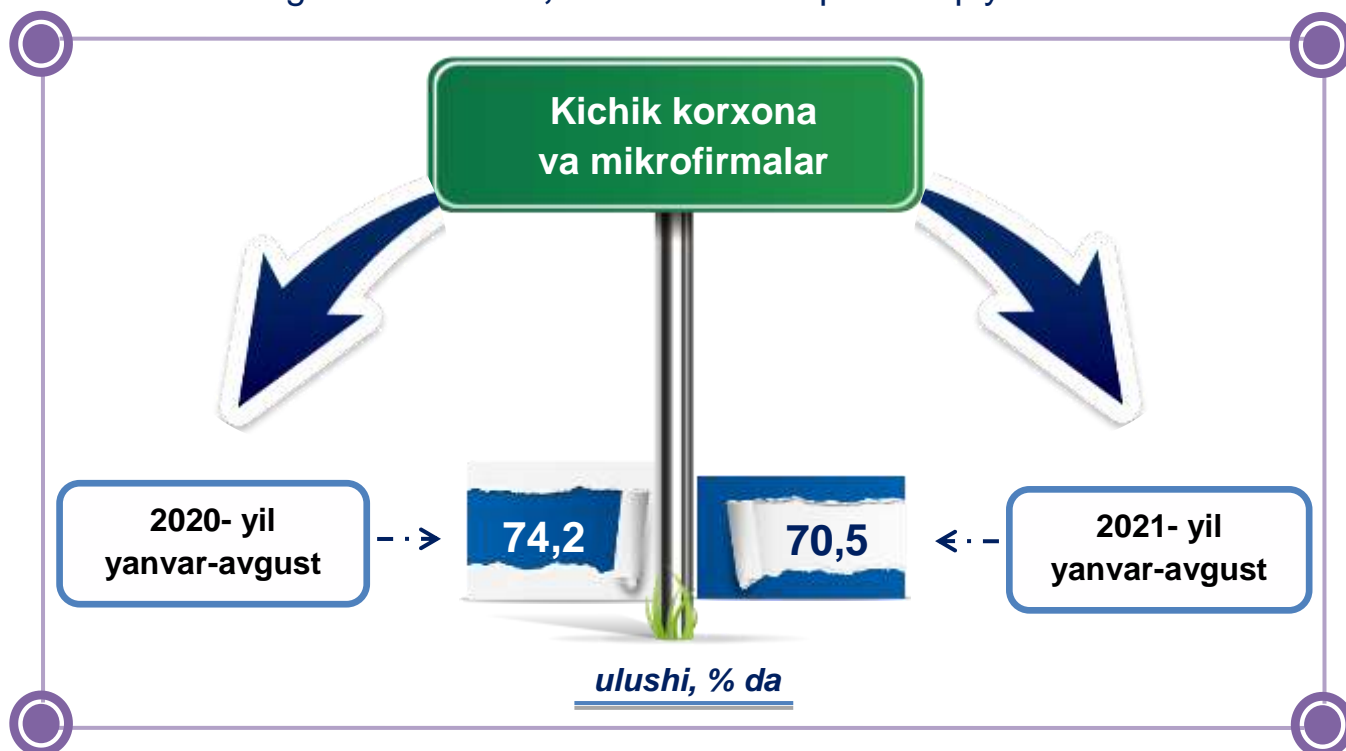 Kichik korxona
va mikrofirmalar
2020- yil
yanvar-avgust
74,2
70,5
2021- yil
yanvar-avgust
ulushi, % da